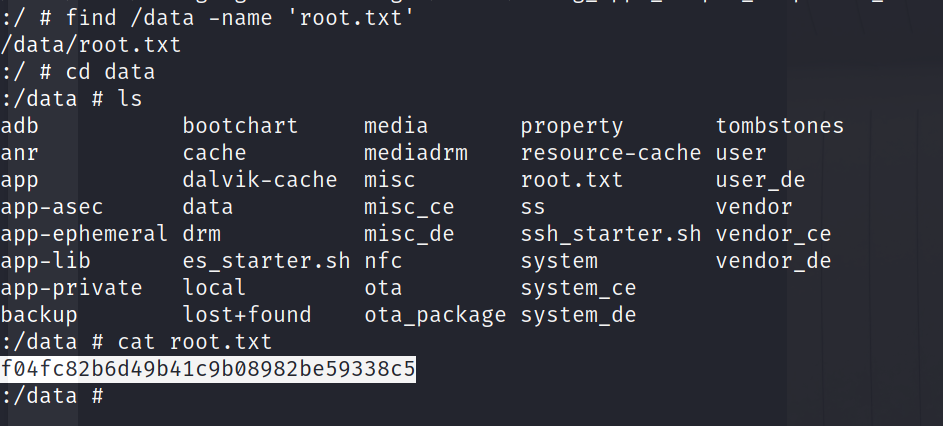 :/ # find /data -name 'root.txt'
/data/root.txt
:/ # cd data
:/data # ls
adb bootchart media property tombstones
anr cache mediadrm resource-cache user
app dalvik-cache misc root.txt user_de
app-asec data misc_ce ss vendor
app-ephemeral drm misc_de ssh_starter.sh vendor_ce
app-lib es_starter.sh nfc system vendor_de
app-private local ota system_ce
backup lost+found ota_package system_de
:/data # cat root.txt
f04fc82b6d49b41c9b08982be59338c5
:/data #